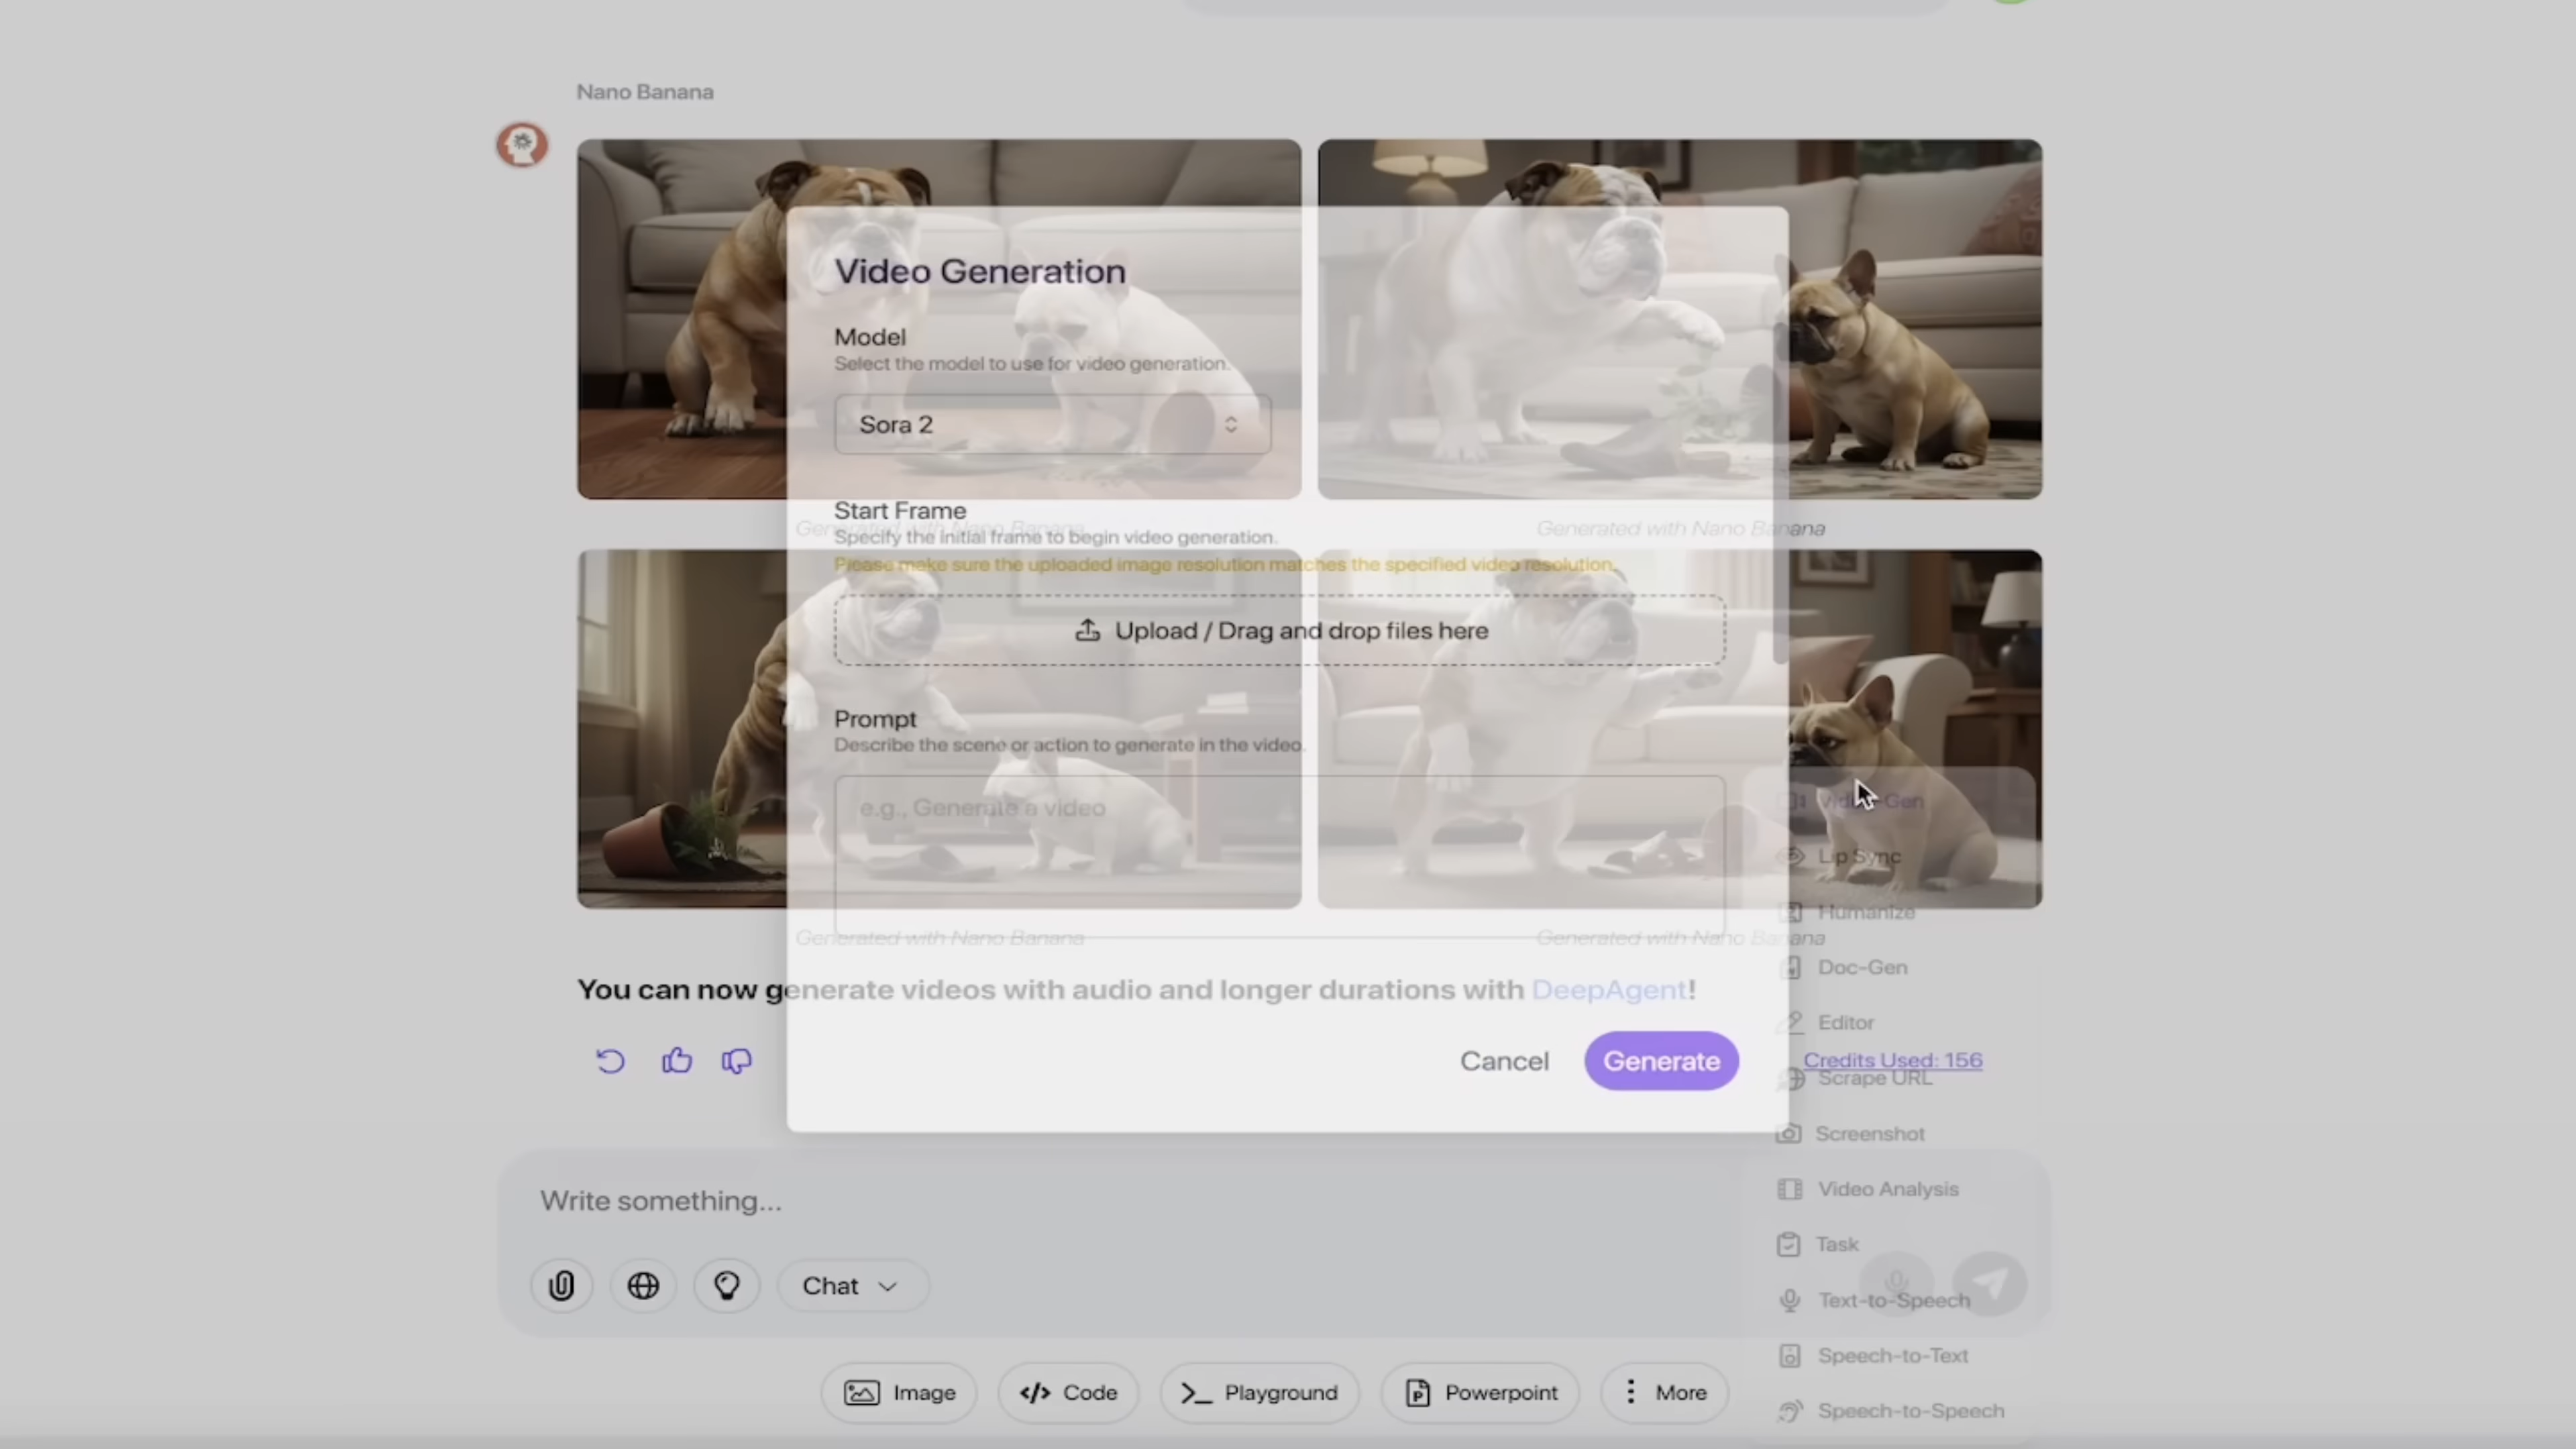 Nano Banana
Video Generation
Model
Select the model to use for video generation.
Sora 2
Start Frame
Generated with Nano Banana
Generated with Nano Banana
Specify the initial frame to begin video generation.
Please make sure the uploaded image resolution matches the specified video resolution.
Upload / Drag and drop files here
Prompt
Describe the scene or action to generate in the video.
e.g., Generate a video
Video-Gen
Lip Sync
Humanize
Generated with Nano Banana
Generated with Nano Banana
Doc-Gen
You can now generate videos with audio and longer durations with DeepAgent!
Editor
Cancel
Generate
Credits Used: 156
Scrape URL
Screenshot
Video Analysis
Write something...
Task
Chat
Text-to-Speech
Speech-to-Text
Image
Code
Playground
Powerpoint
More
Speech-to-Speech